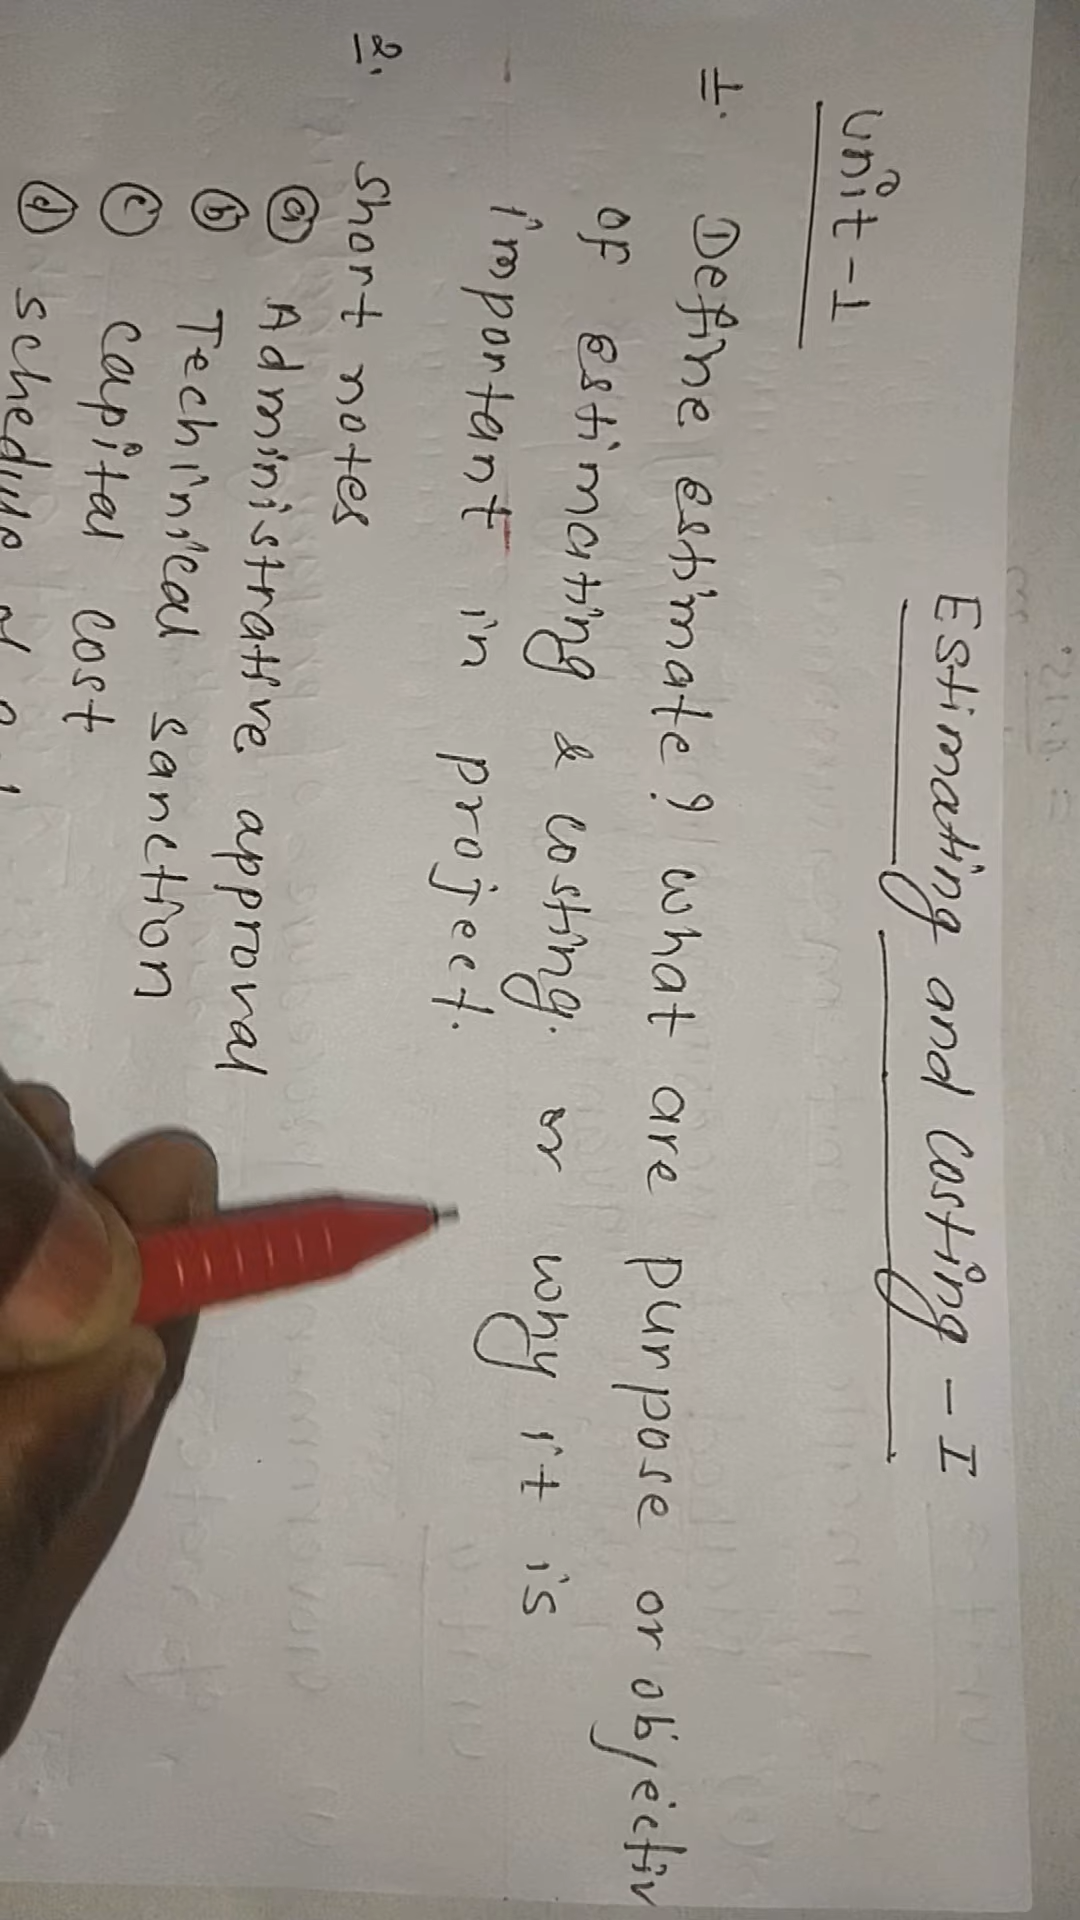 Estimating and Costing - I
Unit-1
1. Define estimate? what are purpose or objectiv
of estimating & costing. or why it is
important in project.
2. Short notes
(a) Administrative approval
(b) Techinical sanction
(c) Capital cost
(d) schedule of